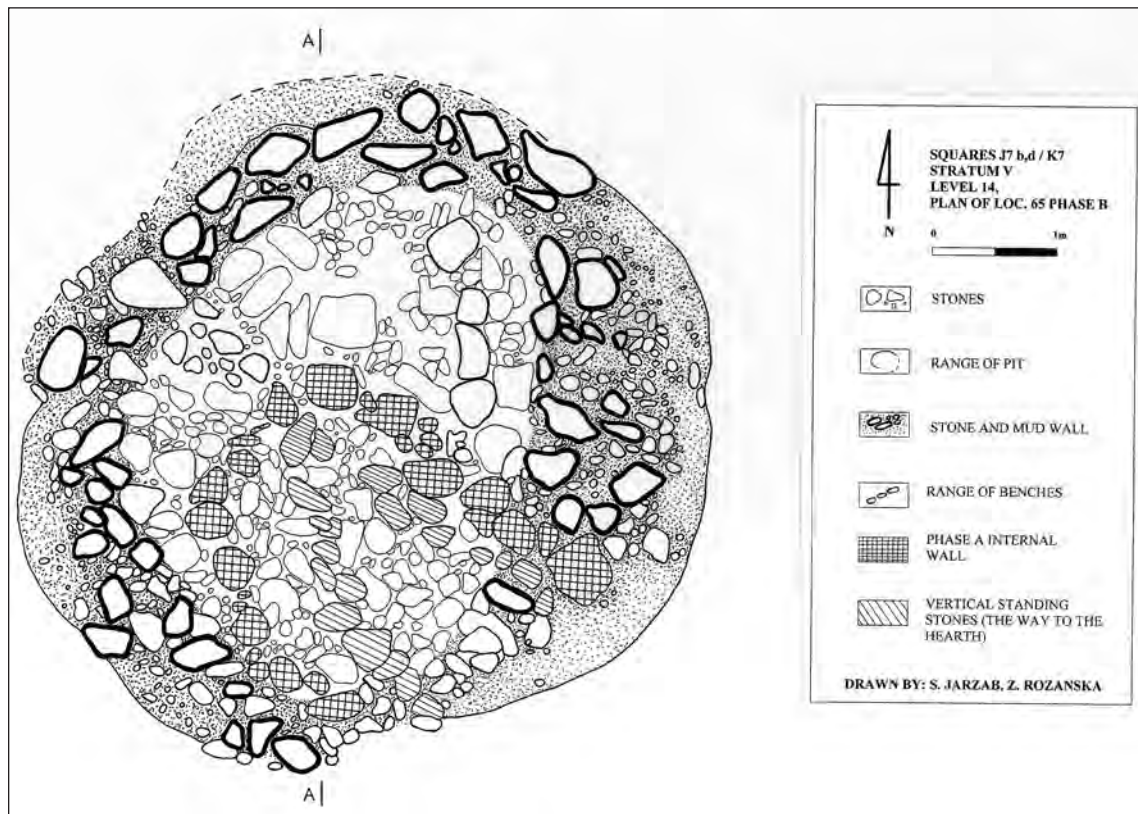 A
SQUARES J7 b,d / K7
STRATUM V
LEVEL 14,
PLAN OF LOC. 65 PHASE B
N
0 1m
STONES
RANGE OF PIT
STONE AND MUD WALL
RANGE OF BENCHES
PHASE A INTERNAL
WALL
VERTICAL STANDING
STONES (THE WAY TO THE
HEARTH)
DRAWN BY: S. JARZAB, Z. ROZANSKA
A